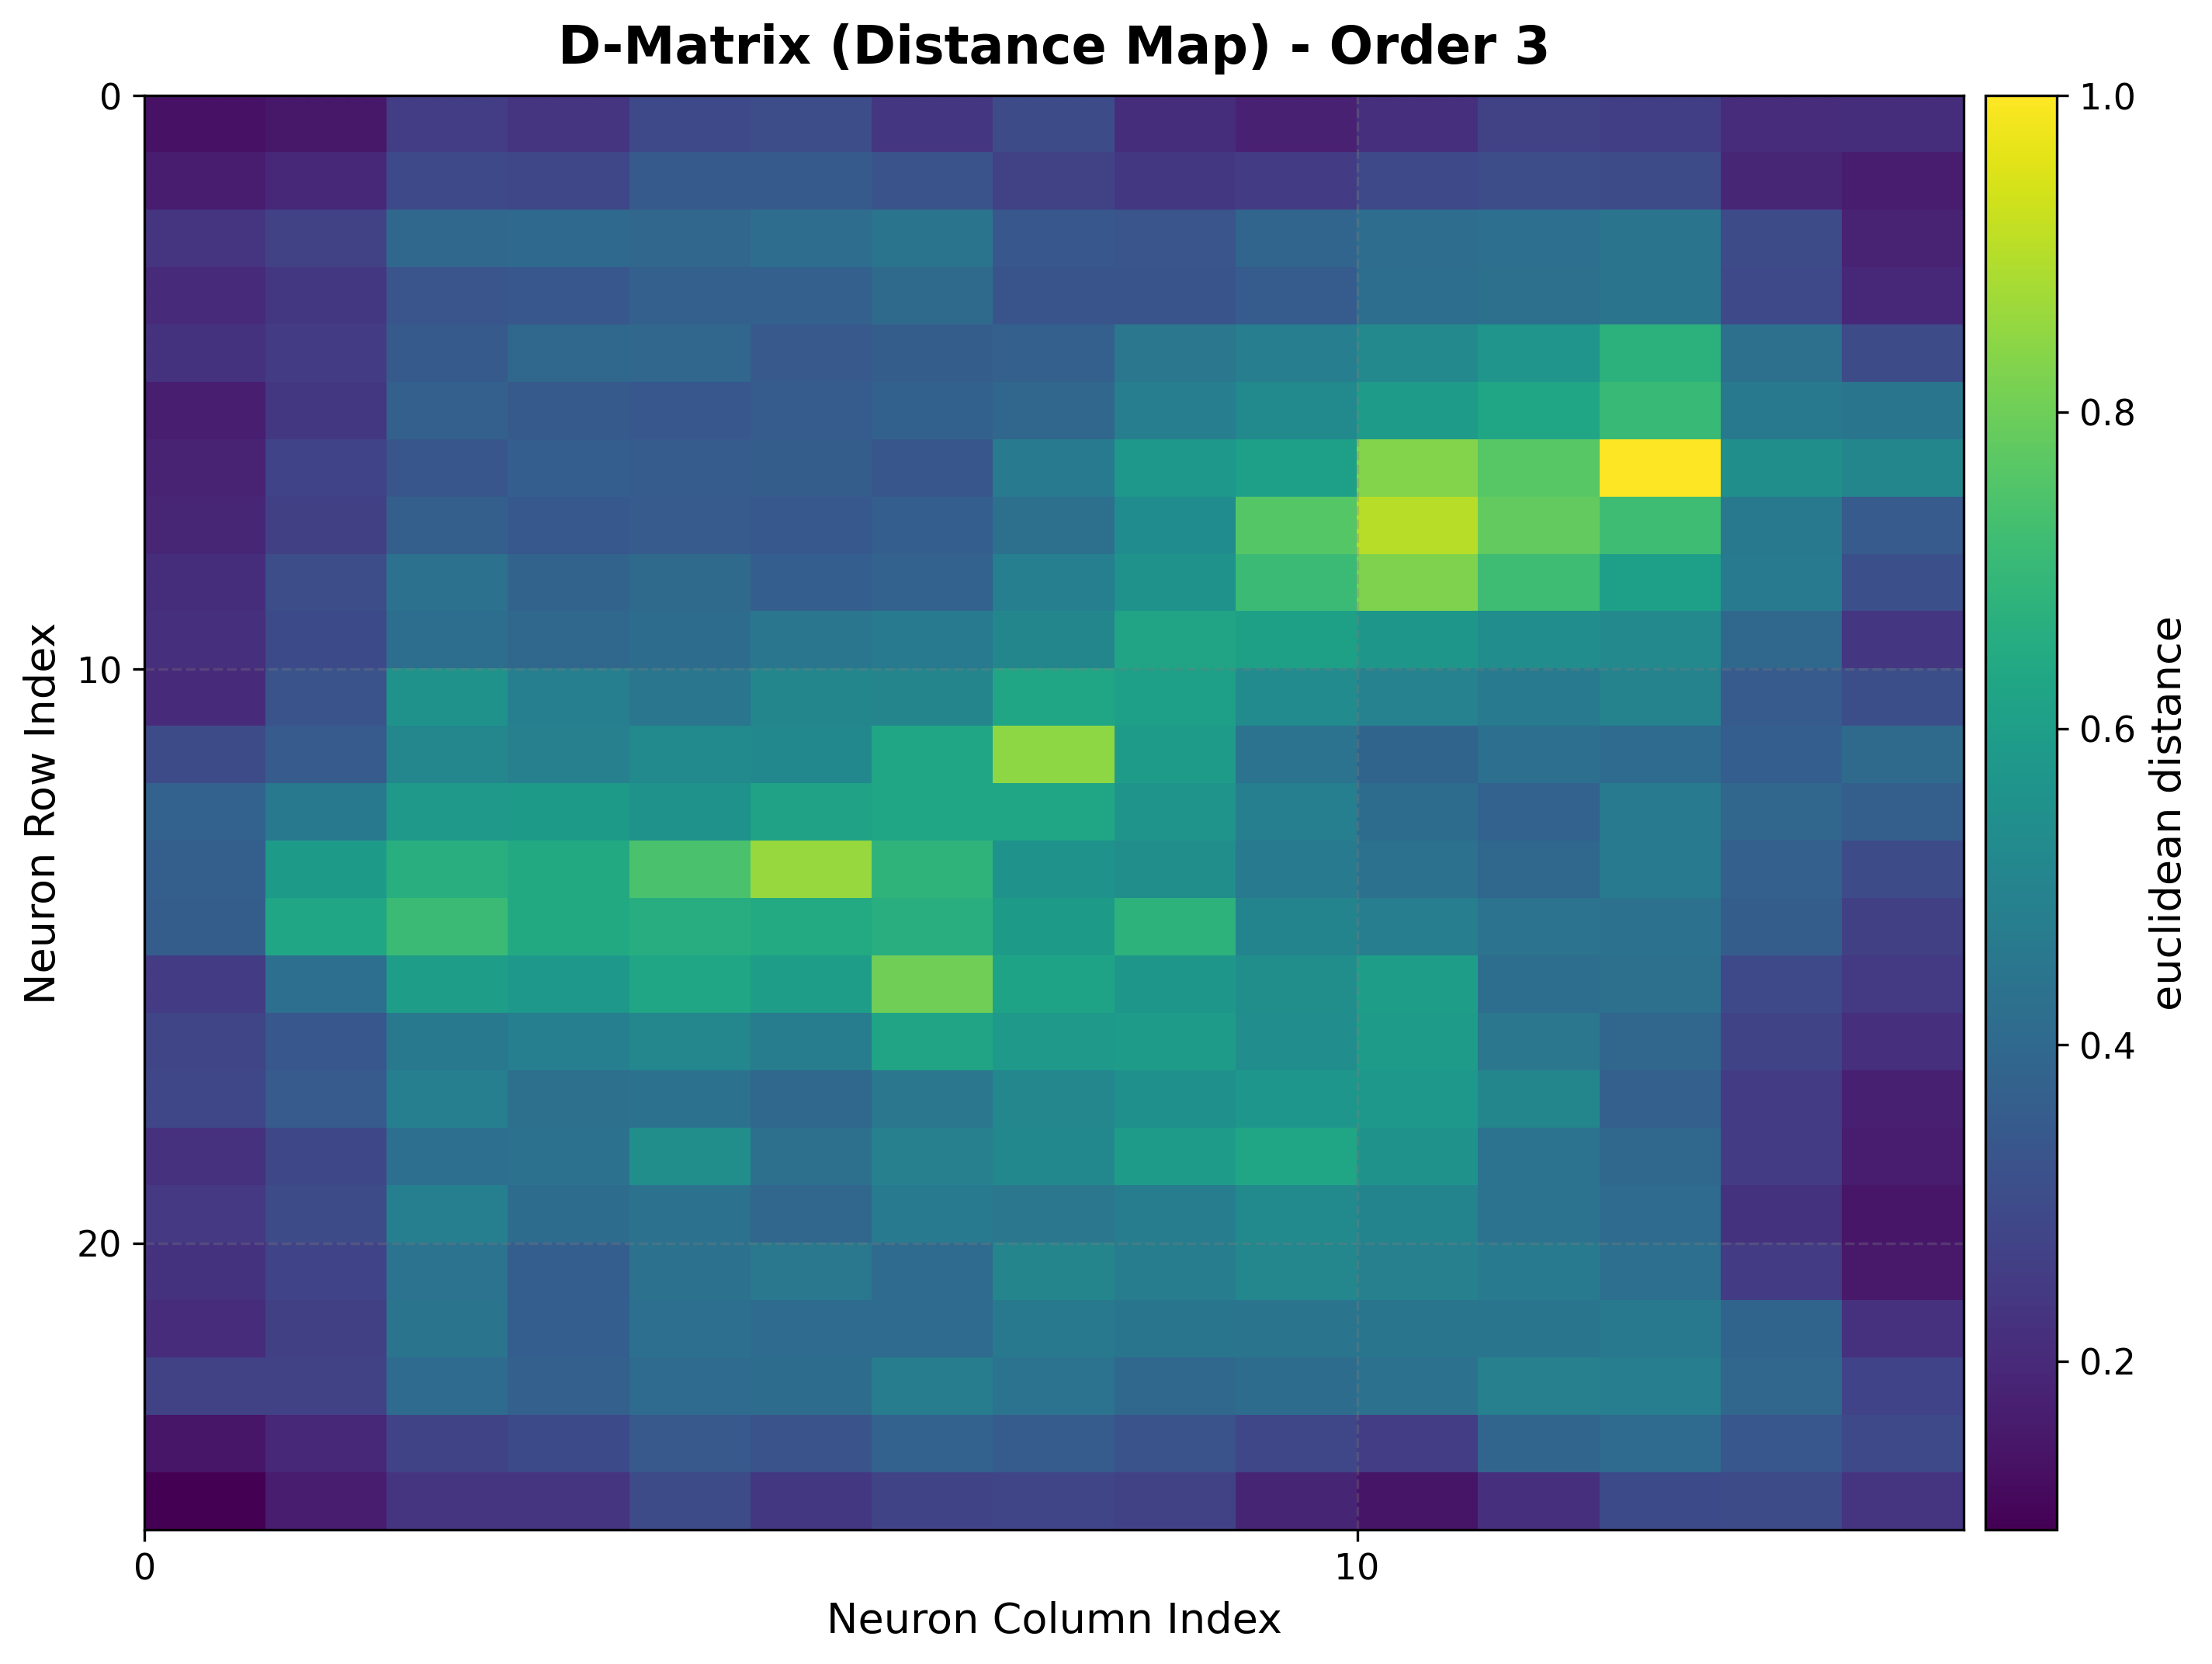 D-Matrix (Distance Map) - Order 3
0
10
20
Neuron Row Index
0
10
Neuron Column Index
1.0
0.8
0.6
0.4
0.2
euclidean distance